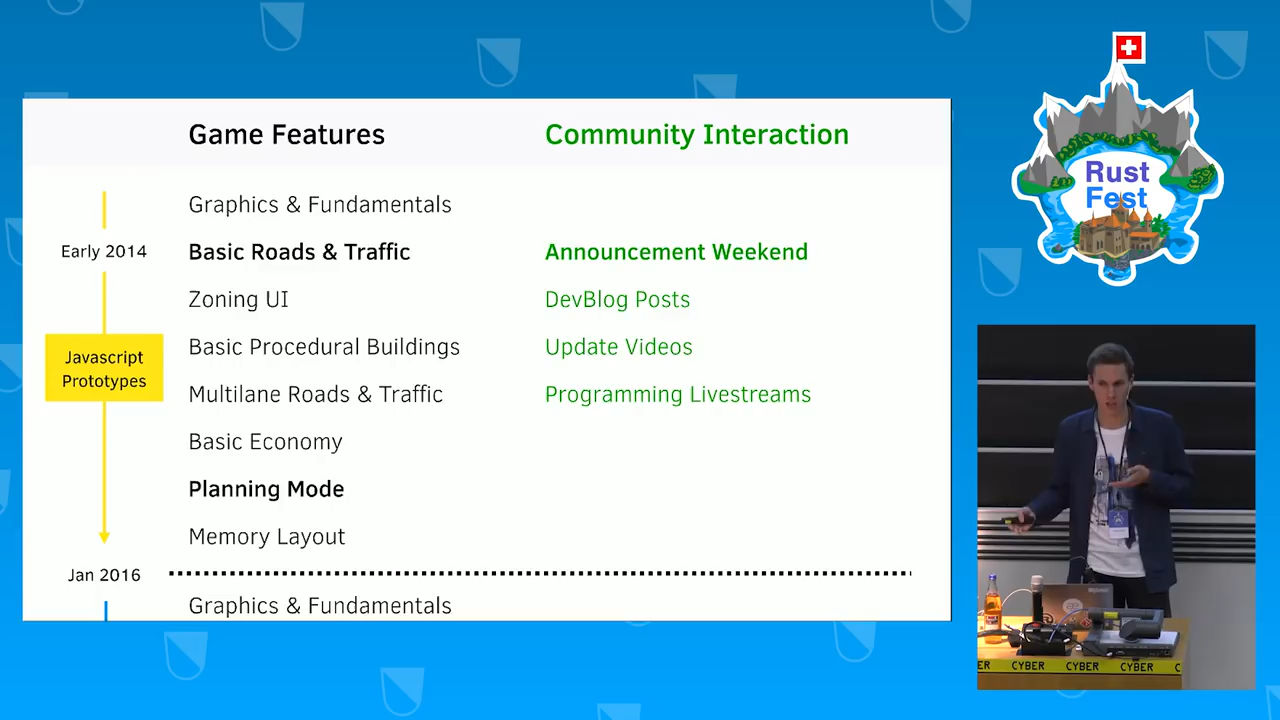 Game Features
Community Interaction
Graphics & Fundamentals
Early 2014
Basic Roads & Traffic
Announcement Weekend
Zoning UI
DevBlog Posts
Javascript
Prototypes
Basic Procedural Buildings
Update Videos
Multilane Roads & Traffic
Programming Livestreams
Basic Economy
Planning Mode
Memory Layout
Jan 2016
Graphics & Fundamentals
Rust
Fest
CYBER CYBER CYBER